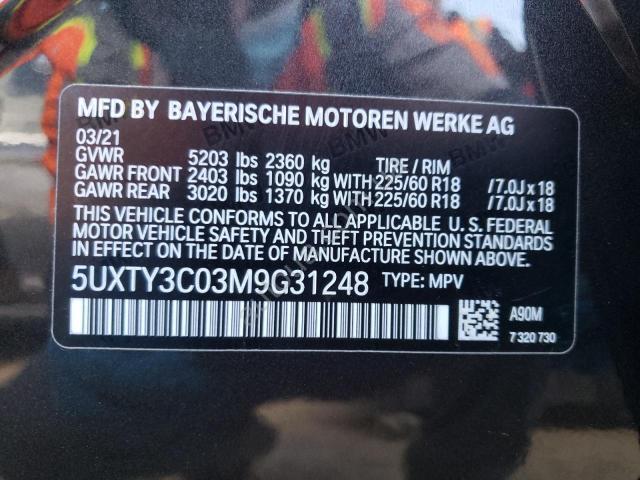 MFD BY BAYERISCHE MOTOREN WERKE AG
03/21
GVWR 5203 lbs 2360 kg TIRE / RIM
GAWR FRONT 2403 lbs 1090 kg WITH 225/60 R18 /7.0J x 18
GAWR REAR 3020 lbs 1370 kg WITH 225/60 R18 /7.0J x 18
THIS VEHICLE CONFORMS TO ALL APPLICABLE U. S. FEDERAL
MOTOR VEHICLE SAFETY AND THEFT PREVENTION STANDARDS
IN EFFECT ON THE DATE OF MANUFACTURE SHOWN ABOVE.
5UXTY3C03M9G31248 TYPE: MPV
A90M
7 320 730